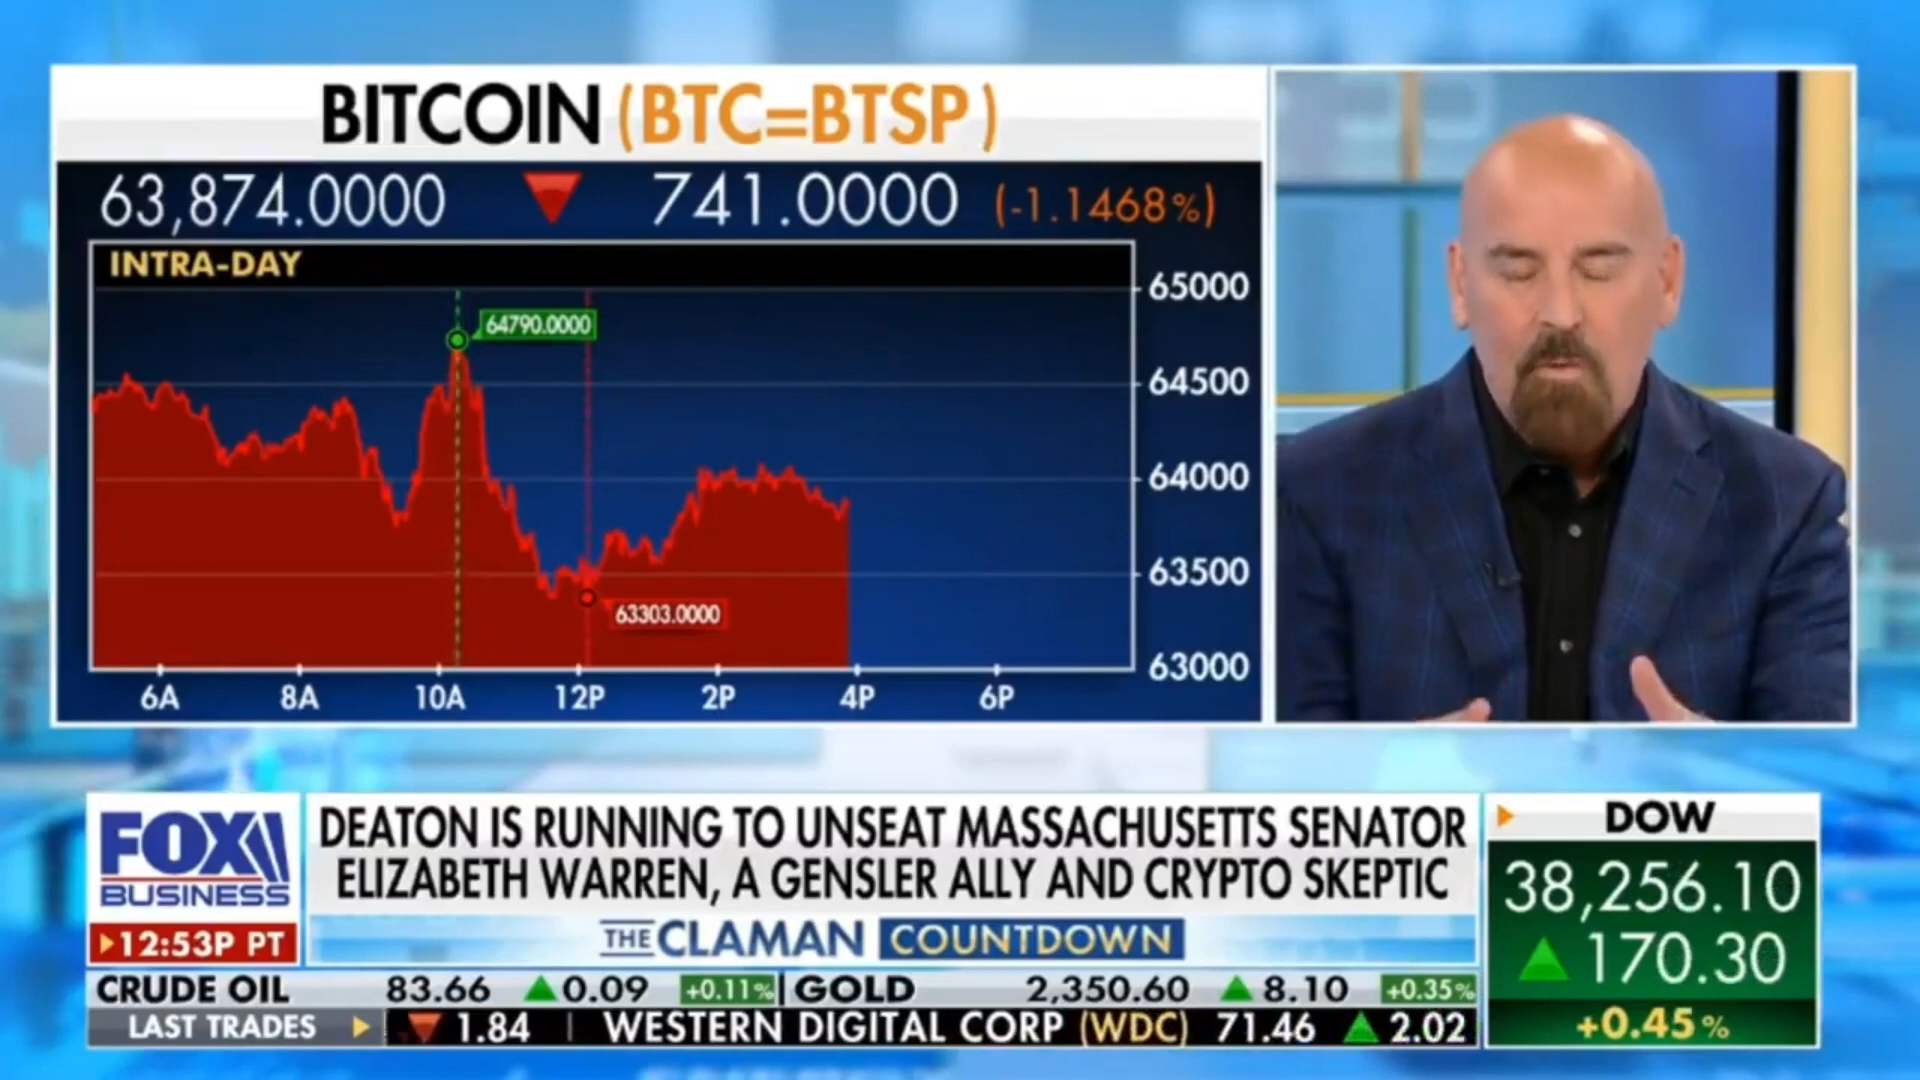 BITCOIN (BTC=BTSP)
63,874.0000 ▼ 741.0000 (-1.1468%)
INTRA-DAY
65000
64790.0000
64500
64000
63500
63303.0000
63000
6A 8A 10A 12P 2P 4P 6P
FOX BUSINESS
12:53P PT
DEATON IS RUNNING TO UNSEAT MASSACHUSETTS SENATOR
ELIZABETH WARREN, A GENSLER ALLY AND CRYPTO SKEPTIC
THE CLAMAN COUNTDOWN
DOW
38,256.10
▲ 170.30
+0.45%
CRUDE OIL 83.66 ▲ 0.09 +0.11% GOLD 2,350.60 ▲ 8.10 +0.35%
LAST TRADES ▼ 1.84 | WESTERN DIGITAL CORP (WDC) 71.46 ▲ 2.02